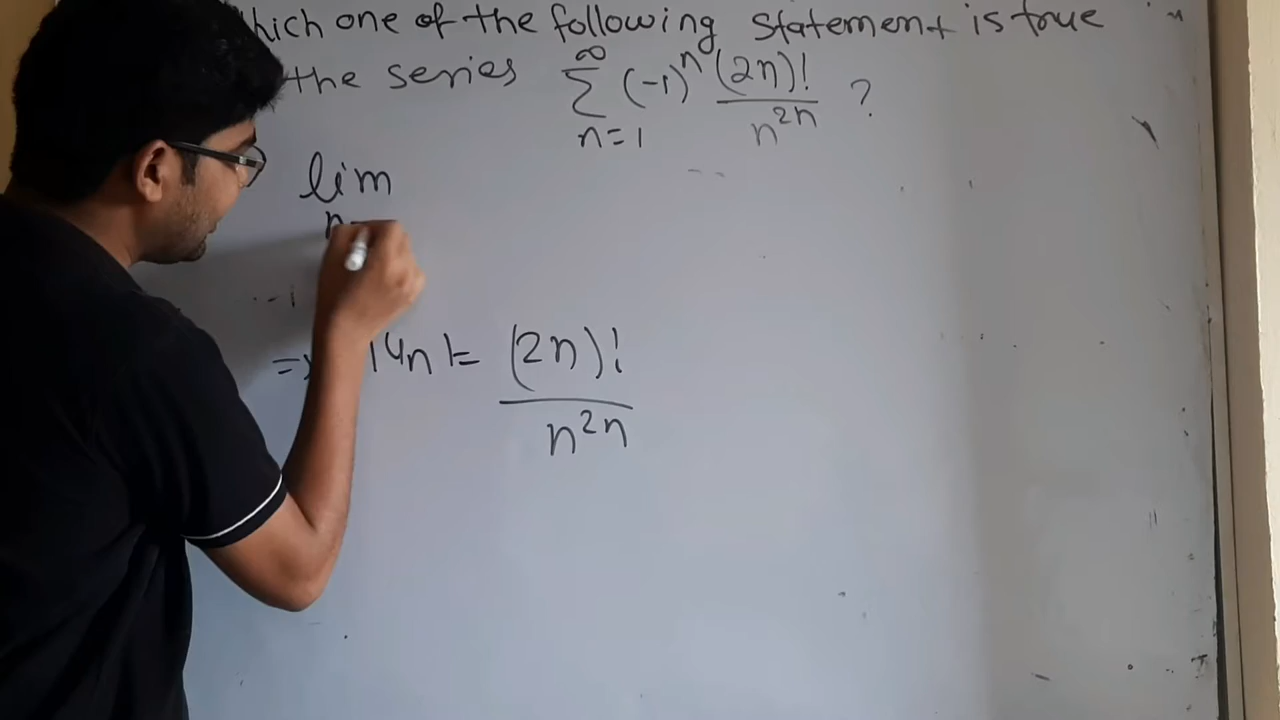 hich one of the following statement is true
the series ∞∑n=1 (-1)^n (2n)!/n^2n ?
lim
n
=> |Un| = (2n)!/n^2n